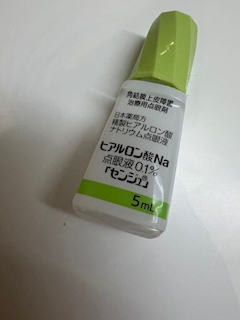 角結膜上皮障害
治療用点眼剤
日本薬局方
精製ヒアルロン酸
ナトリウム点眼液
ヒアルロン酸Na
点眼液0.1%
「センジュ」®
5mL